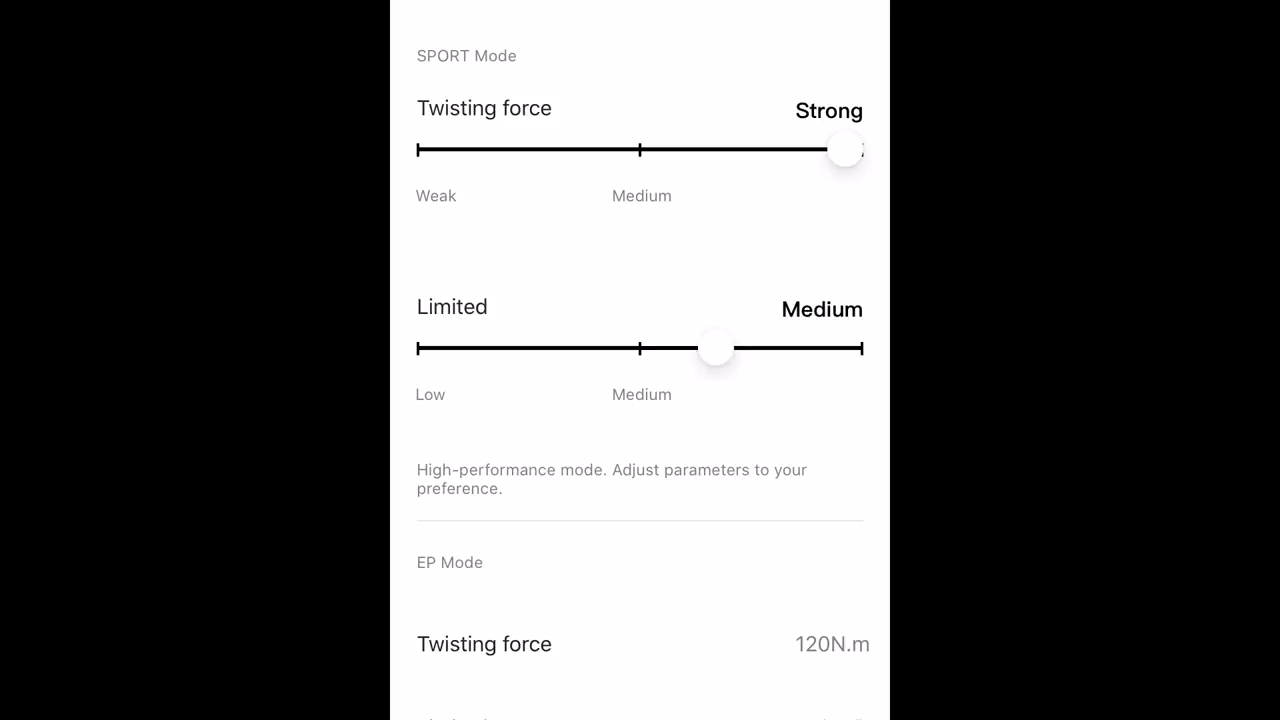 SPORT Mode
Twisting force Strong
Weak Medium
Limited Medium
Low Medium
High-performance mode. Adjust parameters to your
preference.
EP Mode
Twisting force 120N.m